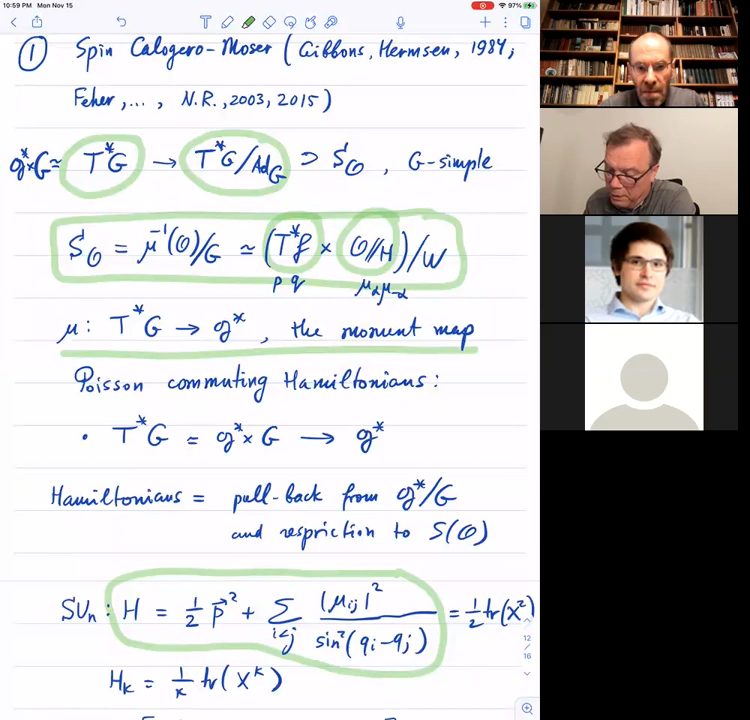 10:59 PM Mon Nov 15
97%
① Spin Calogero-Moser (Gibbons, Hermsen, 1984;
Feher, ..., N.R., 2003, 2015)
g*×G ≃ T*G → T*G/Ad_G ⊃ S_O, G-simple
S_O = μ⁻¹(O)/G ≃ (T*h × O//H)/W
p q μ_α μ_-α
μ: T*G → g*, the moment map
Poisson commuting Hamiltonians:
• T*G ≃ g*×G → g*
Hamiltonians = pull-back from g*/G
and respriction to S(O)
SU_n: H = 1/2 p⃗² + Σ_{i<j} |μ_ij|² / sin²(q_i - q_j) = 1/2 tr(X²)
12
/
16
H_k = 1/k tr(X^k)